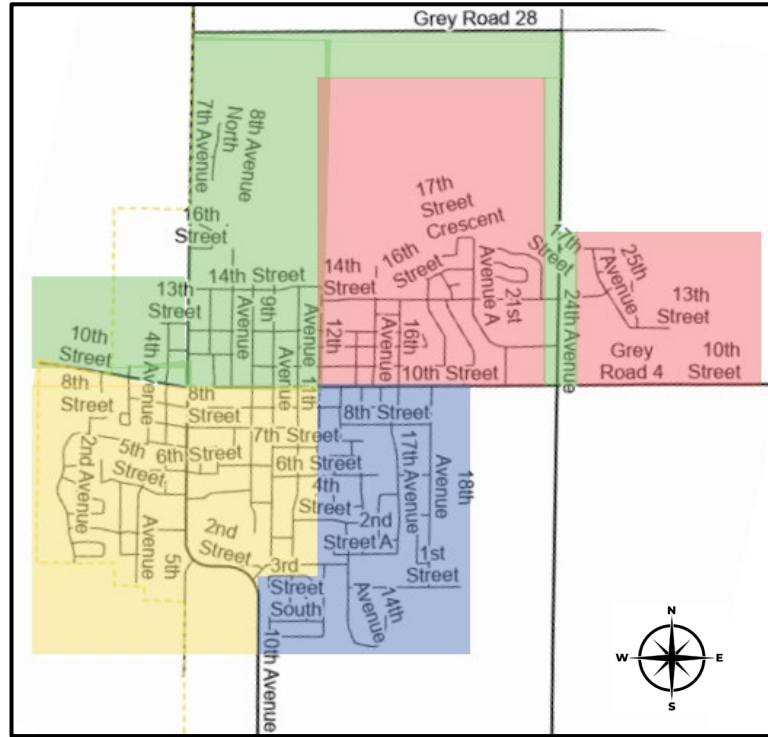 Grey Road 28
8th Avenue
North
7th Avenue
17th
Street
Crescent
16th
Street
17th
Street
25th
Avenue
16th
Street
14th Street
14th
Street
Avenue A
21st
24th Avenue
13th
Street
13th
Street
Avenue
9th
Avenue
11th
Avenue
12th
Avenue
16th
10th
Street
4th Avenue
10th Street
Grey
Road 4
10th
Street
8th
Street
8th
Street
8th Street
7th Street
5th
Street
6th Street
6th Street
2nd Avenue
4th
Street
17th Avenue
Avenue
18th
2nd
Street
2nd
Street A
Avenue
5th
3rd
Street
South
1st
Street
14th
Avenue
10th Avenue
N
W
E
S